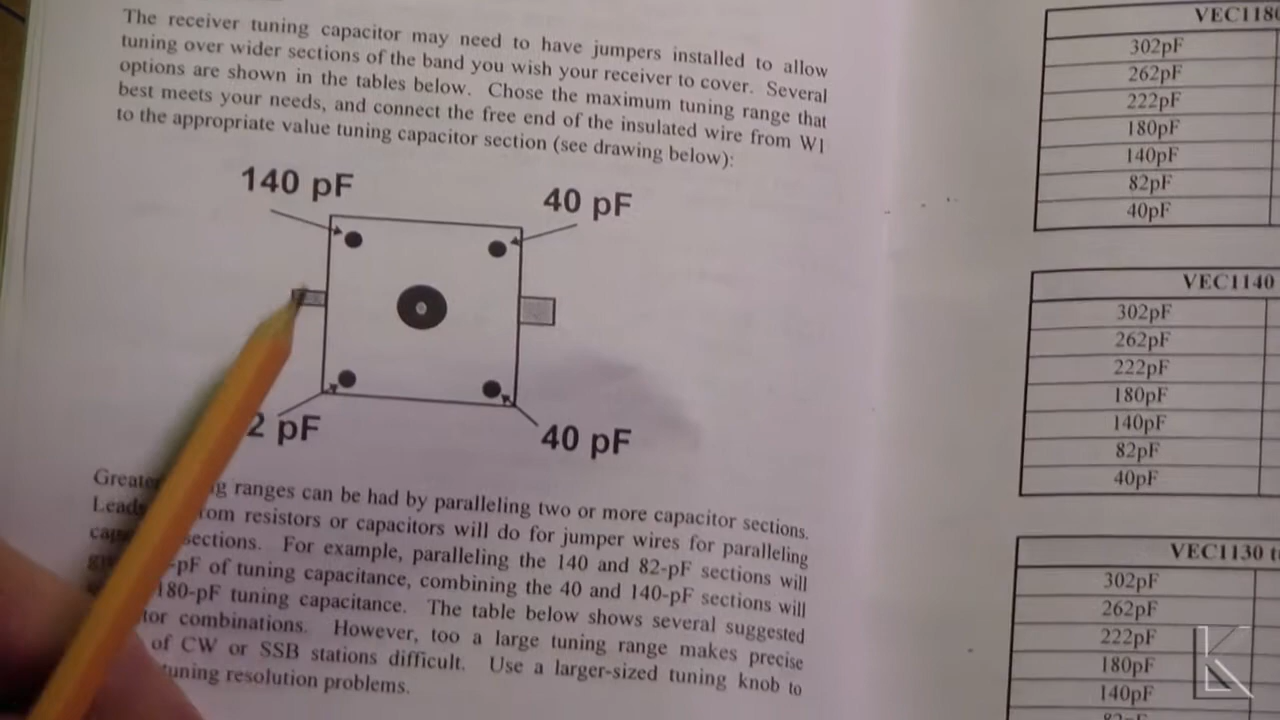 The receiver tuning capacitor may need to have jumpers installed to allow
tuning over wider sections of the band you wish your receiver to cover. Several
options are shown in the tables below. Chose the maximum tuning range that
best meets your needs, and connect the free end of the insulated wire from W1
to the appropriate value tuning capacitor section (see drawing below):
140 pF
40 pF
2 pF
40 pF
Greater ranges can be had by paralleling two or more capacitor sections.
Leads from resistors or capacitors will do for jumper wires for paralleling
sections. For example, paralleling the 140 and 82-pF sections will
-pF of tuning capacitance, combining the 40 and 140-pF sections will
180-pF tuning capacitance. The table below shows several suggested
combinations. However, too a large tuning range makes precise
of CW or SSB stations difficult. Use a larger-sized tuning knob to
tuning resolution problems.
VEC1180
302pF
262pF
222pF
180pF
140pF
82pF
40pF
VEC1140
302pF
262pF
222pF
180pF
140pF
82pF
40pF
VEC1130
302pF
262pF
222pF
180pF
140pF
82pF